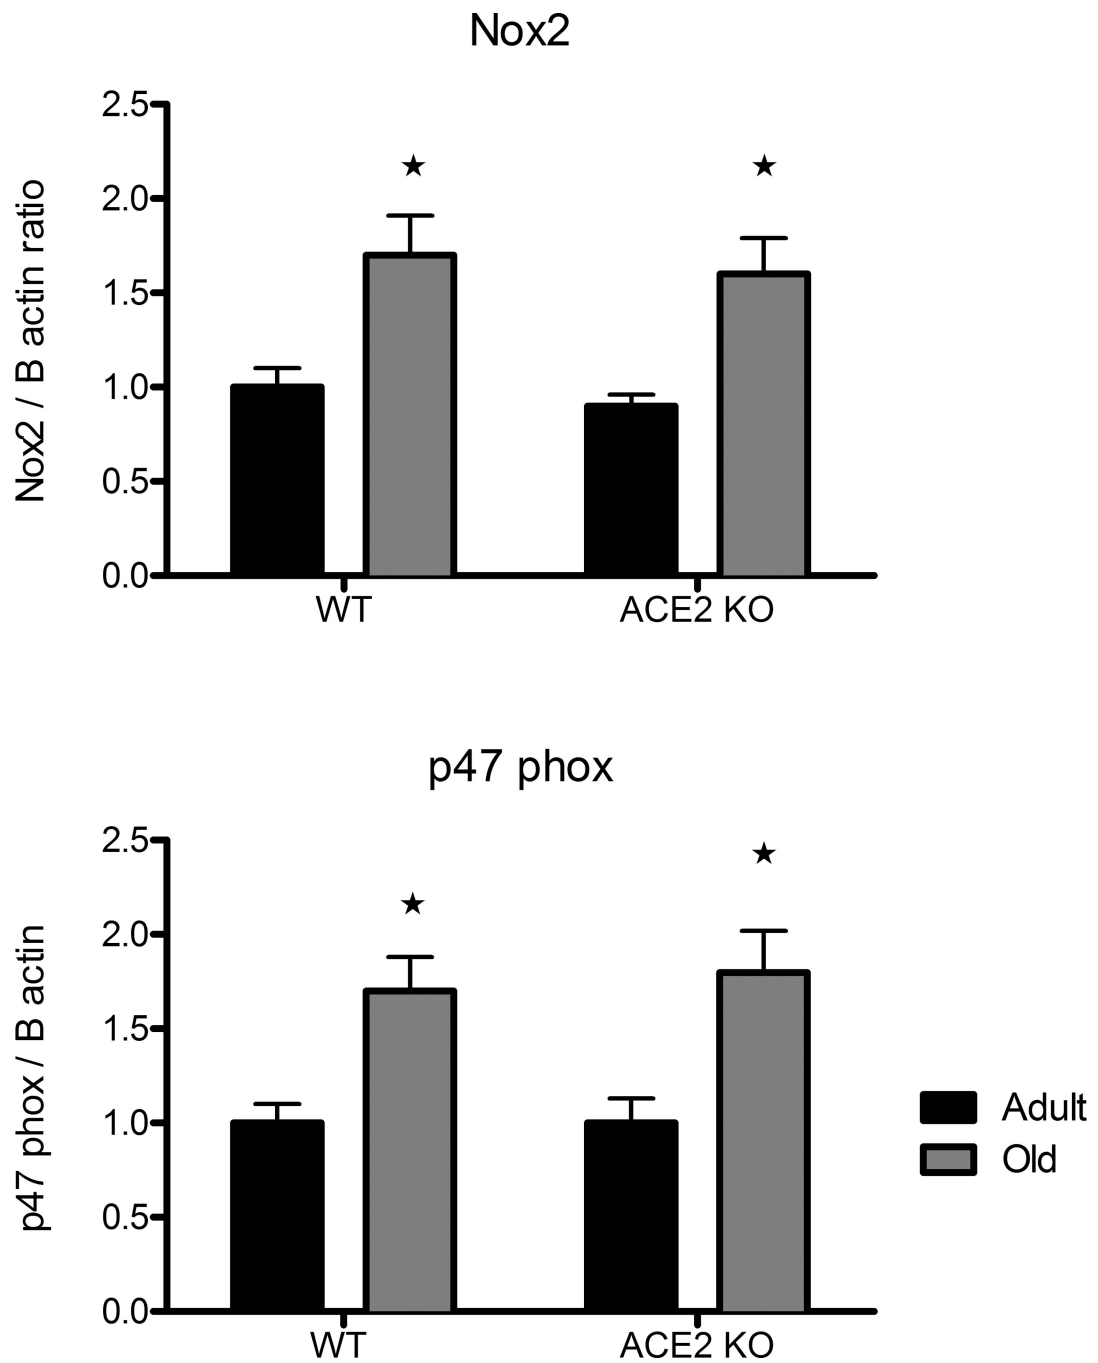 Nox2
Nox2 / B actin ratio
2.5
2.0
1.5
1.0
0.5
0.0
WT
ACE2 KO
p47 phox
p47 phox / B actin
2.5
2.0
1.5
1.0
0.5
0.0
WT
ACE2 KO
Adult
Old